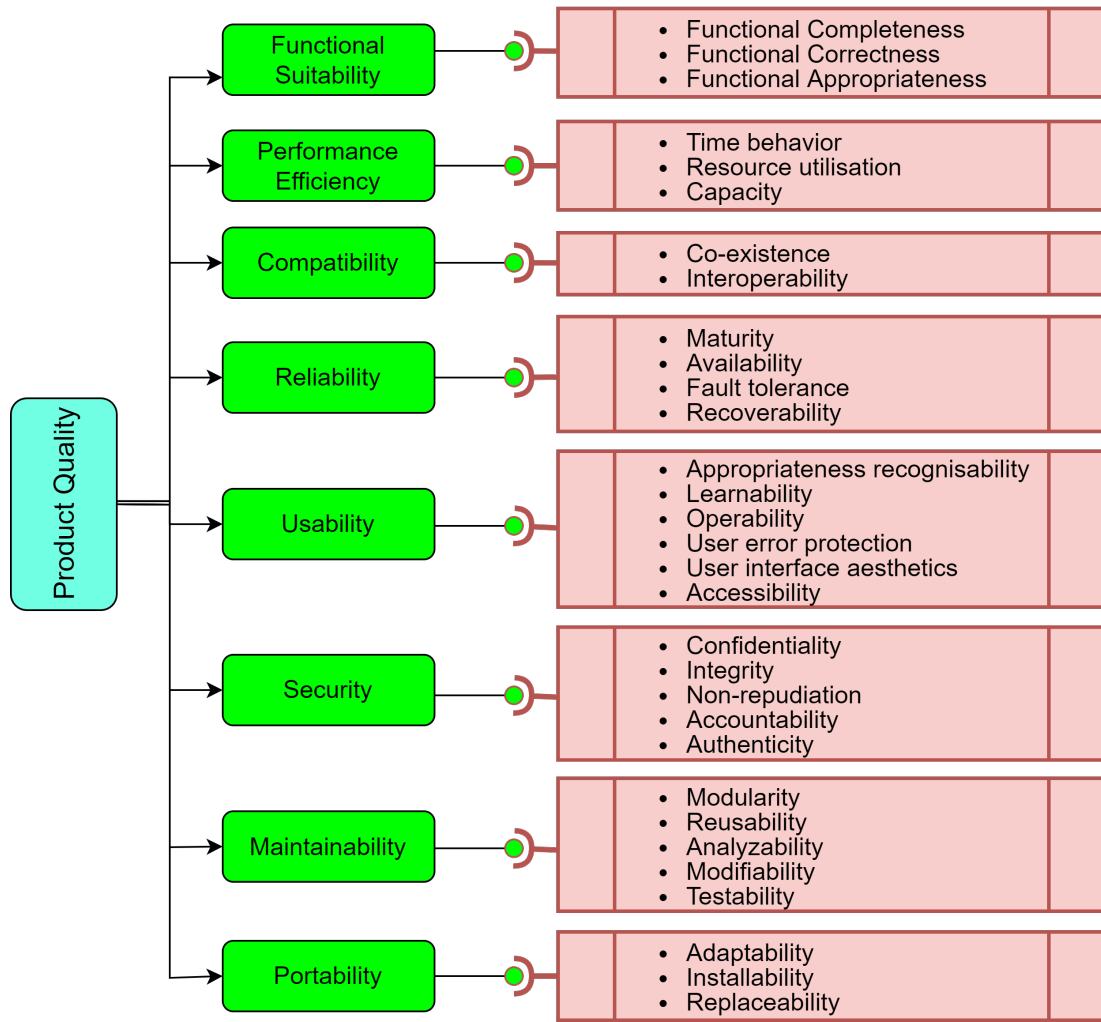 Product Quality
Functional
Suitability
• Functional Completeness
• Functional Correctness
• Functional Appropriateness
Performance
Efficiency
• Time behavior
• Resource utilisation
• Capacity
Compatibility
• Co-existence
• Interoperability
Reliability
• Maturity
• Availability
• Fault tolerance
• Recoverability
Usability
• Appropriateness recognisability
• Learnability
• Operability
• User error protection
• User interface aesthetics
• Accessibility
Security
• Confidentiality
• Integrity
• Non-repudiation
• Accountability
• Authenticity
Maintainability
• Modularity
• Reusability
• Analyzability
• Modifiability
• Testability
Portability
• Adaptability
• Installability
• Replaceability